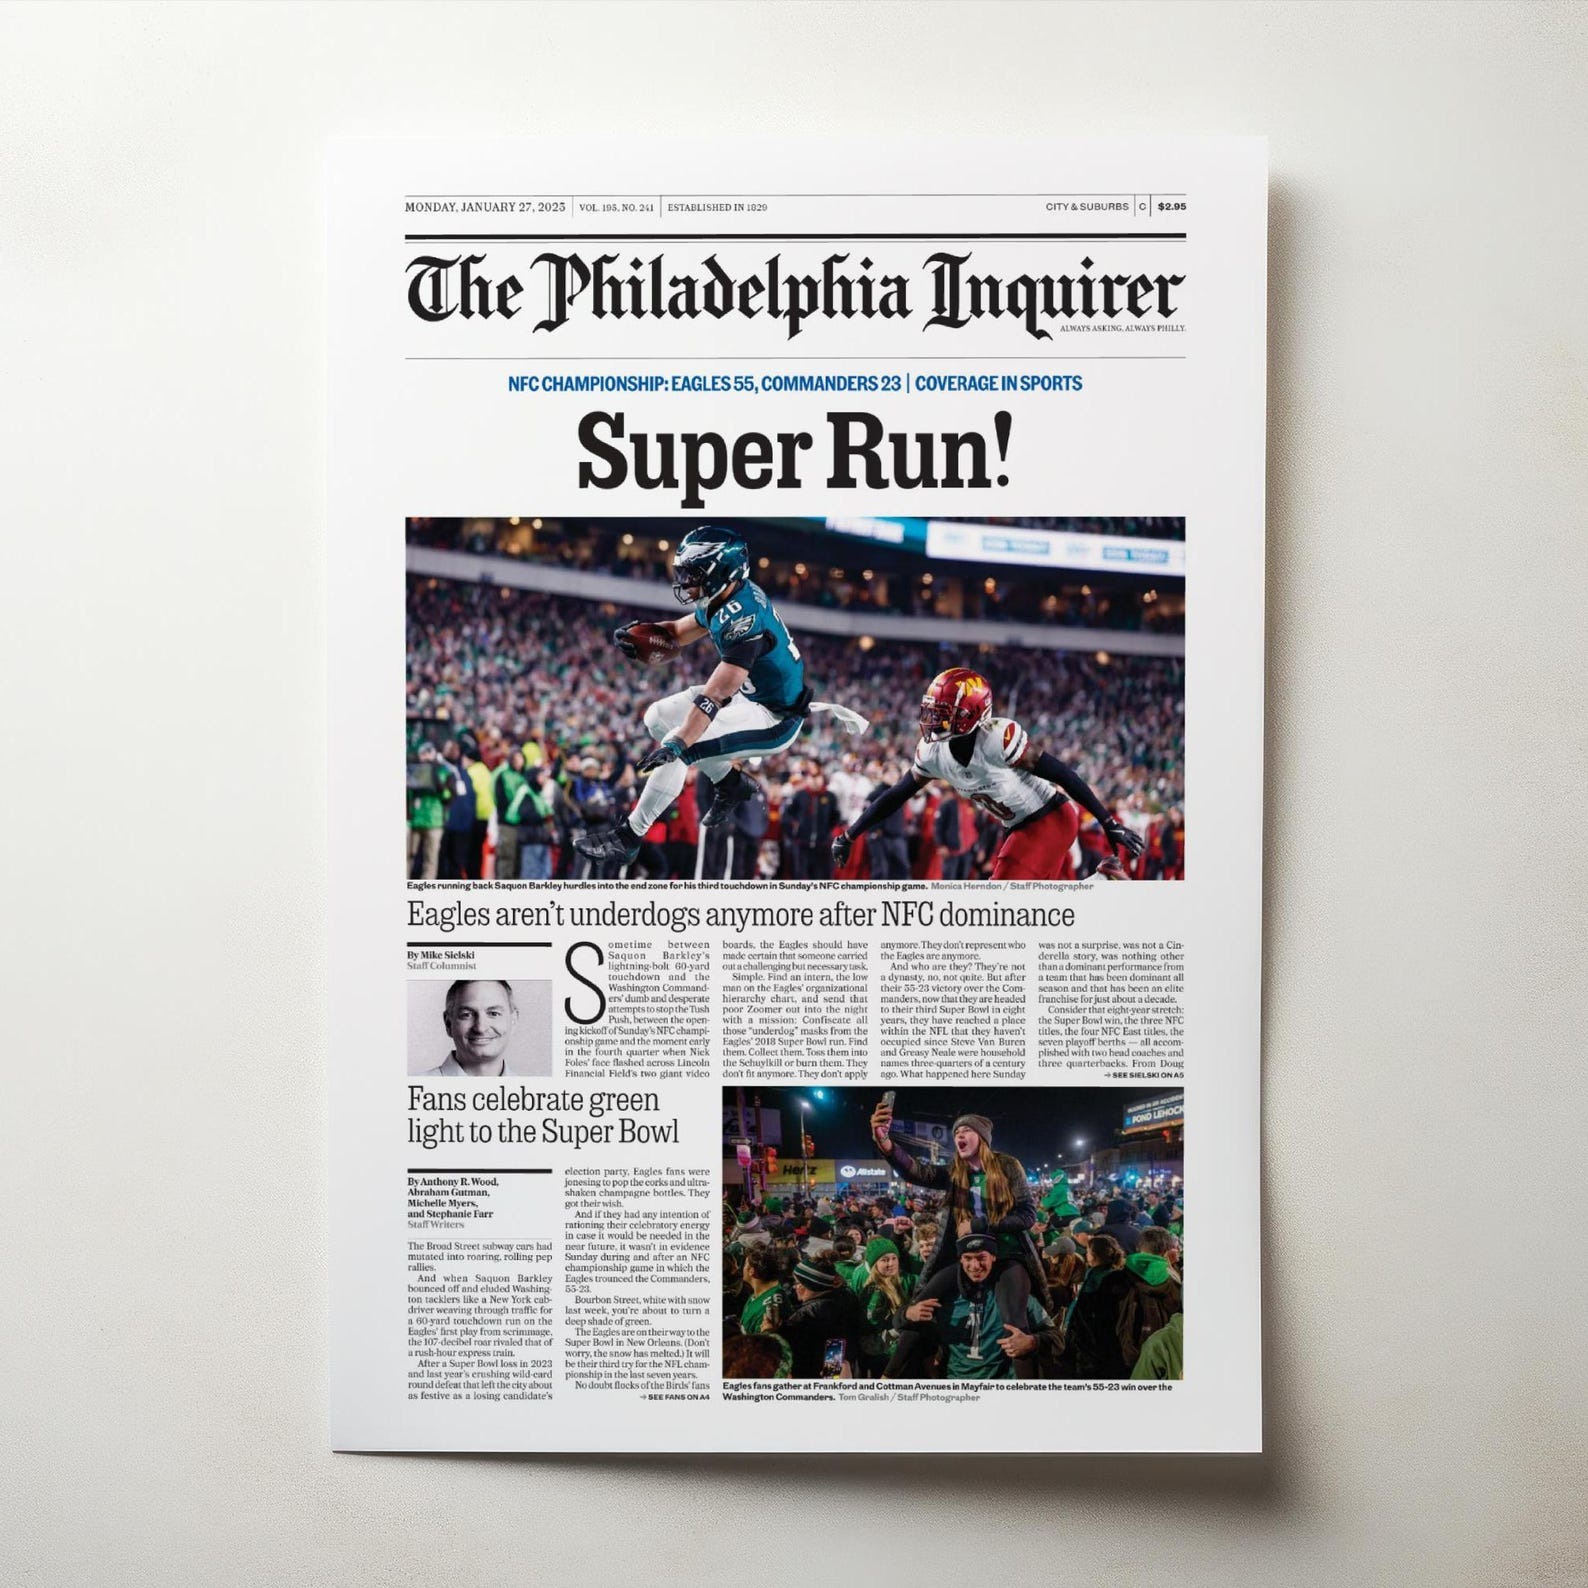 MONDAY, JANUARY 27, 2025 VOL. 195, NO. 241 ESTABLISHED IN 1829 CITY & SUBURBS C $2.95
The Philadelphia Inquirer
ALWAYS ASKING. ALWAYS PHILLY.
NFC CHAMPIONSHIP: EAGLES 55, COMMANDERS 23 | COVERAGE IN SPORTS
Super Run!
26
26
Eagles running back Saquon Barkley hurdles into the end zone for his third touchdown in Sunday's NFC championship game. Monica Herndon / Staff Photographer
Eagles aren't underdogs anymore after NFC dominance
By Mike Sielski
Staff Columnist
Sometime between
Saquon Barkley's
lightning-bolt 60-yard
touchdown and the
Washington Command-
ers' dumb and desperate
attempts to stop the Tush
Push, between the open-
ing kickoff of Sunday's NFC champi-
onship game and the moment early
in the fourth quarter when Nick
Foles' face flashed across Lincoln
Financial Field's two giant video
boards, the Eagles should have
made certain that someone carried
out a challenging but necessary task.
Simple. Find an intern, the low
man on the Eagles' organizational
hierarchy chart, and send that
poor Zoomer out into the night
with a mission: Confiscate all
those "underdog" masks from the
Eagles' 2018 Super Bowl run. Find
them. Collect them. Toss them into
the Schuylkill or burn them. They
don't fit anymore. They don't apply
anymore. They don't represent who
the Eagles are anymore.
And who are they? They're not
a dynasty, no, not quite. But after
their 55-23 victory over the Com-
manders, now that they are headed
to their third Super Bowl in eight
years, they have reached a place
within the NFL that they haven't
occupied since Steve Van Buren
and Greasy Neale were household
names three-quarters of a century
ago. What happened here Sunday
was not a surprise, was not a Cin-
derella story, was nothing other
than a dominant performance from
a team that has been dominant all
season and that has been an elite
franchise for just about a decade.
Consider that eight-year stretch:
the Super Bowl win, the three NFC
titles, the four NFC East titles, the
seven playoff berths — all accom-
plished with two head coaches and
three quarterbacks. From Doug
→ SEE SIELSKI ON A5
Fans celebrate green
light to the Super Bowl
By Anthony R. Wood,
Abraham Gutman,
Michelle Myers,
and Stephanie Farr
Staff Writers
The Broad Street subway cars had
mutated into roaring, rolling pep
rallies.
And when Saquon Barkley
bounced off and eluded Washing-
ton tacklers like a New York cab-
driver weaving through traffic for
a 60-yard touchdown run on the
Eagles' first play from scrimmage,
the 107-decibel roar rivaled that of
a rush-hour express train.
After a Super Bowl loss in 2023
and last year's crushing wild-card
round defeat that left the city about
as festive as a losing candidate's
election party, Eagles fans were
jonesing to pop the corks and ultra-
shaken champagne bottles. They
got their wish.
And if they had any intention of
rationing their celebratory energy
in case it would be needed in the
near future, it wasn't in evidence
Sunday during and after an NFC
championship game in which the
Eagles trounced the Commanders,
55-23.
Bourbon Street, white with snow
last week, you're about to turn a
deep shade of green.
The Eagles are on their way to the
Super Bowl in New Orleans. (Don't
worry, the snow has melted.) It will
be their third try for the NFL cham-
pionship in the last seven years.
No doubt flocks of the Birds' fans
→ SEE FANS ON A4
POND LEHOCK
Hertz
Allstate
1
Eagles fans gather at Frankford and Cottman Avenues in Mayfair to celebrate the team's 55-23 win over the
Washington Commanders. Tom Gralish / Staff Photographer